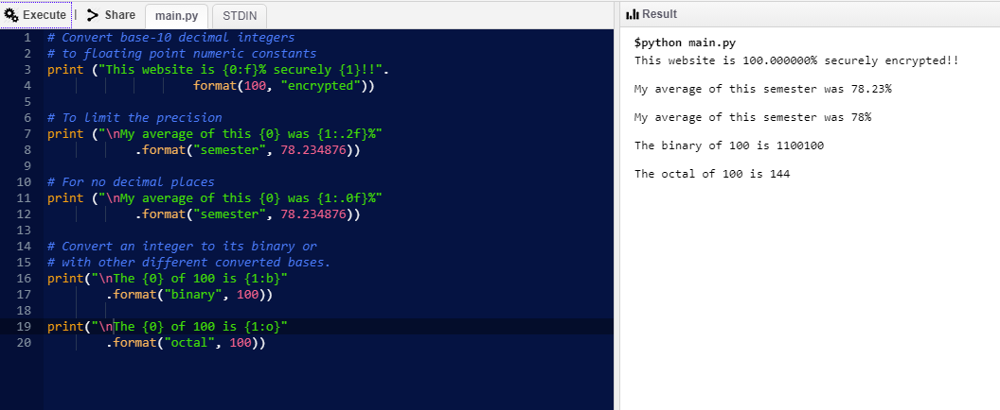 Execute | Share main.py STDIN
1 # Convert base-10 decimal integers
2 # to floating point numeric constants
3 print ("This website is {0:f}% securely {1}!!".
4                     format(100, "encrypted"))
5
6 # To limit the precision
7 print ("\nMy average of this {0} was {1:.2f}%"
8             .format("semester", 78.234876))
9
10 # For no decimal places
11 print ("\nMy average of this {0} was {1:.0f}%"
12             .format("semester", 78.234876))
13
14 # Convert an integer to its binary or
15 # with other different converted bases.
16 print("\nThe {0} of 100 is {1:b}"
17         .format("binary", 100))
18
19 print("\nThe {0} of 100 is {1:o}"
20         .format("octal", 100))
Result
$python main.py
This website is 100.000000% securely encrypted!!
My average of this semester was 78.23%
My average of this semester was 78%
The binary of 100 is 1100100
The octal of 100 is 144